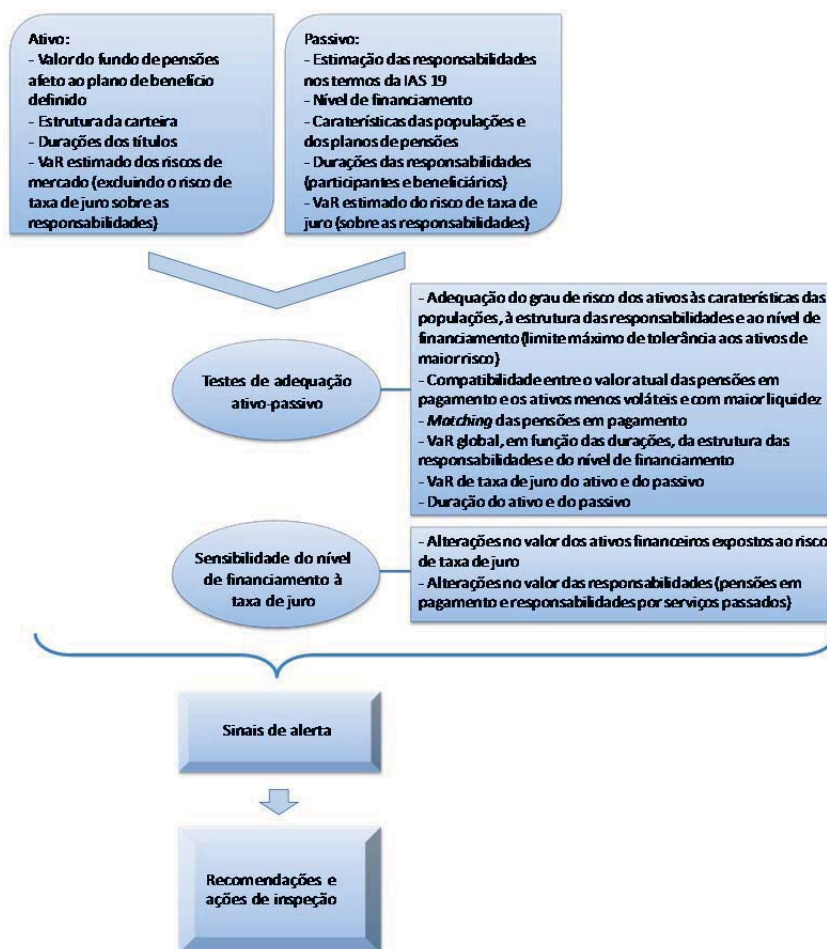 Ativo:
- Valor do fundo de pensões
afeto ao plano de benefício
definido
- Estrutura da carteira
- Durações dos títulos
- VaR estimado dos riscos de
mercado (excluindo o risco de
taxa de juro sobre as
responsabilidades)
Passivo:
- Estimação das responsabilidades
nos termos da IAS 19
- Nível de financiamento
- Caraterísticas das populações e
dos planos de pensões
- Durações das responsabilidades
(participantes e beneficiários)
- VaR estimado do risco de taxa de
juro (sobre as responsabilidades)
Testes de adequação
ativo-passivo
- Adequação do grau de risco dos ativos às caraterísticas das
populações, à estrutura das responsabilidades e ao nível de
financiamento (limite máximo de tolerância aos ativos de
maior risco)
- Compatibilidade entre o valor atual das pensões em
pagamento e os ativos menos voláteis e com maior liquidez
- Matching das pensões em pagamento
- VaR global, em função das durações, da estrutura das
responsabilidades e do nível de financiamento
- VaR de taxa de juro do ativo e do passivo
- Duração do ativo e do passivo
Sensibilidade do nível
de financiamento à
taxa de juro
- Alterações no valor dos ativos financeiros expostos ao risco
de taxa de juro
- Alterações no valor das responsabilidades (pensões em
pagamento e responsabilidades por serviços passados)
Sinais de alerta
Recomendações e
ações de inspeção